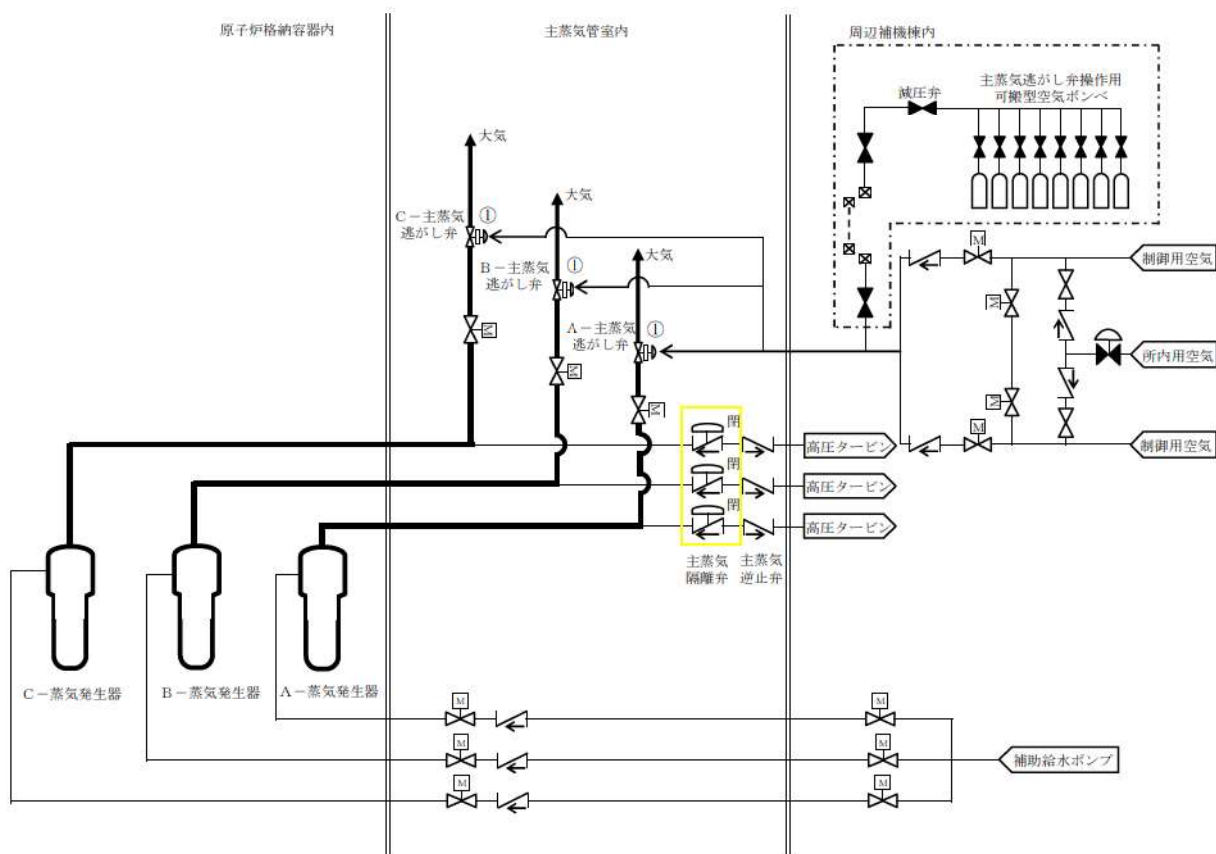 原子炉格納容器内
主蒸気管室内
周辺補機棟内
主蒸気逃がし弁操作用
可搬型空気ボンベ
減圧弁
大気
大気
大気
C－主蒸気
逃がし弁
①
B－主蒸気
逃がし弁
①
A－主蒸気
逃がし弁
①
M
M
M
M
制御用空気
M
所内用空気
M
M
制御用空気
閉
高圧タービン
閉
高圧タービン
閉
高圧タービン
主蒸気
隔離弁
主蒸気
逆止弁
C－蒸気発生器
B－蒸気発生器
A－蒸気発生器
M
M
M
M
補助給水ポンプ
M
M